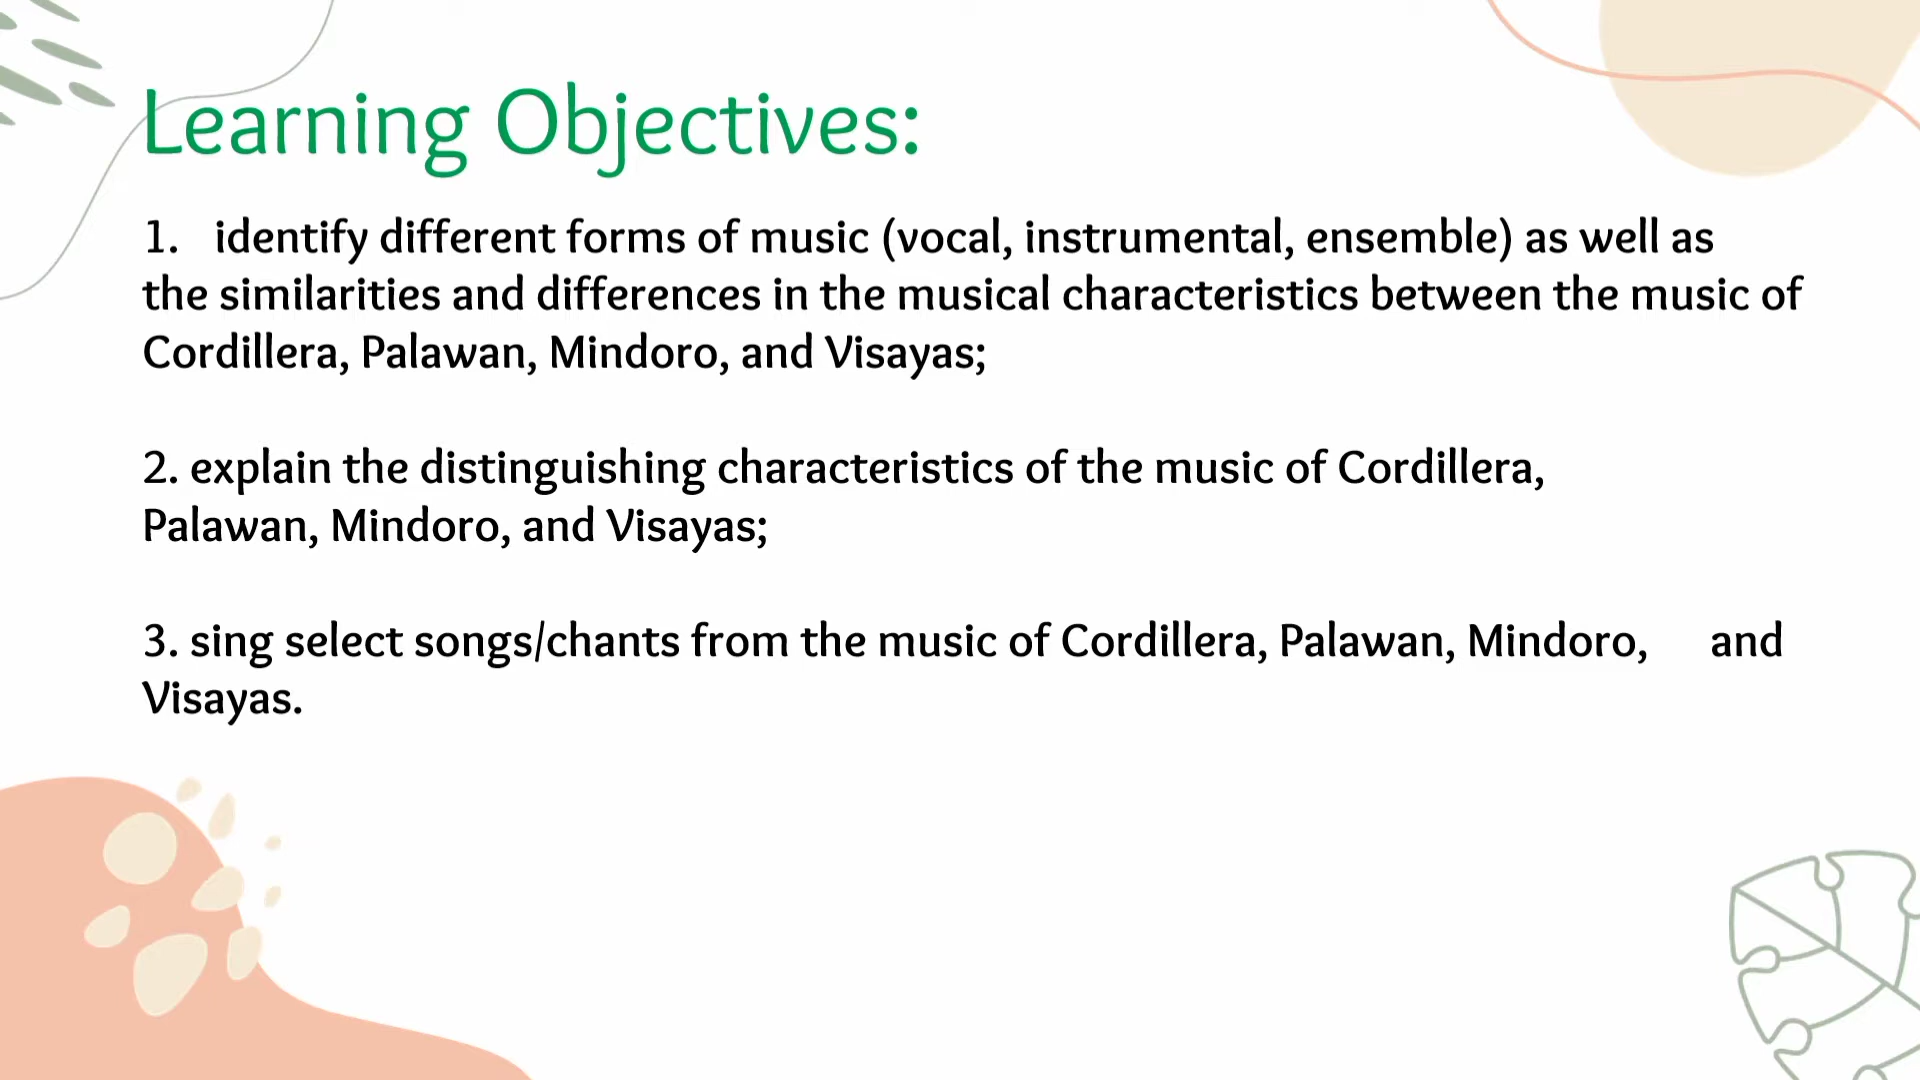 Learning Objectives:
1. identify different forms of music (vocal, instrumental, ensemble) as well as
the similarities and differences in the musical characteristics between the music of
Cordillera, Palawan, Mindoro, and Visayas;
2. explain the distinguishing characteristics of the music of Cordillera,
Palawan, Mindoro, and Visayas;
3. sing select songs/chants from the music of Cordillera, Palawan, Mindoro, and
Visayas.